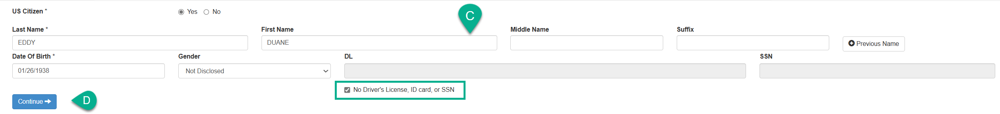 US Citizen * Yes No
C
Last Name * First Name Middle Name Suffix
EDDY DUANE Previous Name
Date Of Birth * Gender DL SSN
01/26/1938 Not Disclosed
No Driver's License, ID card, or SSN
Continue D